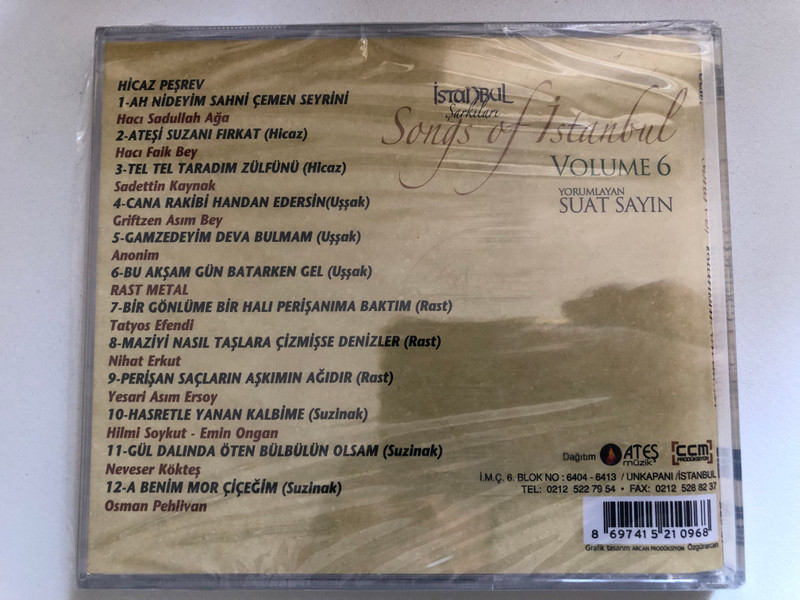 HİCAZ PEŞREV
1-AH NİDEYİM SAHNİ ÇEMEN SEYRİNİ
Hacı Sadullah Ağa
2-ATEŞİ SUZANI FIRKAT (Hicaz)
Hacı Faik Bey
3-TEL TEL TARADIM ZÜLFÜNÜ (Hicaz)
Sadettin Kaynak
4-CANA RAKİBİ HANDAN EDERSİN(Uşşak)
Griftzen Asım Bey
5-GAMZEDEYİM DEVA BULMAM (Uşşak)
Anonim
6-BU AKŞAM GÜN BATARKEN GEL (Uşşak)
RAST METAL
7-BİR GÖNLÜME BİR HALI PERİŞANIMA BAKTIM (Rast)
Tatyos Efendi
8-MAZİYİ NASIL TAŞLARA ÇİZMİŞSE DENİZLER (Rast)
Nihat Erkut
9-PERİŞAN SAÇLARIN AŞKIMIN AĞIDIR (Rast)
Yesari Asım Ersoy
10-HASRETLE YANAN KALBİME (Suzinak)
Hilmi Soykut - Emin Ongan
11-GÜL DALINDA ÖTEN BÜLBÜLÜN OLSAM (Suzinak)
Neveser Kökteş
12-A BENİM MOR ÇİÇEĞİM (Suzinak)
Osman Pehlivan
İSTANBUL
Şarkıları
Songs of İstanbul
VOLUME 6
YORUMLAYAN
SUAT SAYIN
Dağıtım
ATEŞ
müzik
CCM
PRODÜKSİYON
İ.M.Ç. 6. BLOK NO : 6404 - 6413 / UNKAPANI /İSTANBUL
TEL: 0212 522 79 54 • FAX: 0212 528 82 37
8 697415 210968
Grafik tasarım: ARCAN PRODÜKSİYOM Özgünarcan